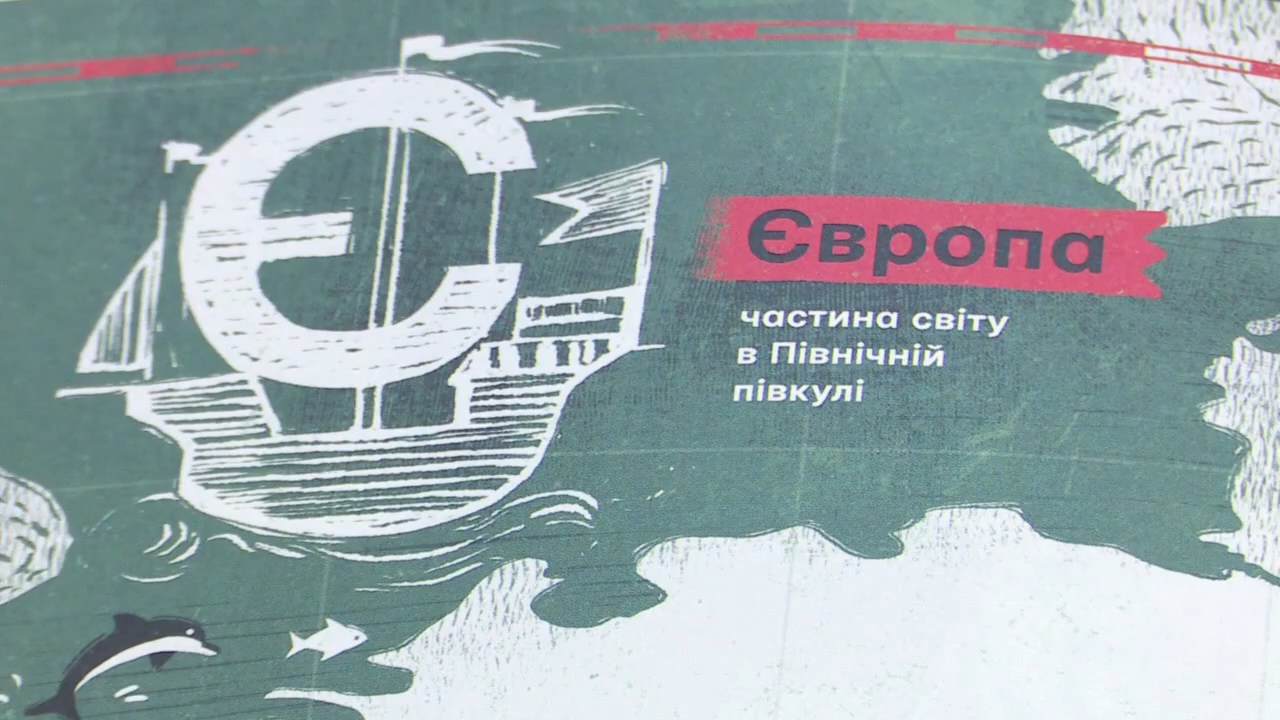 Є
Європа
частина світу
в Північній
півкулі